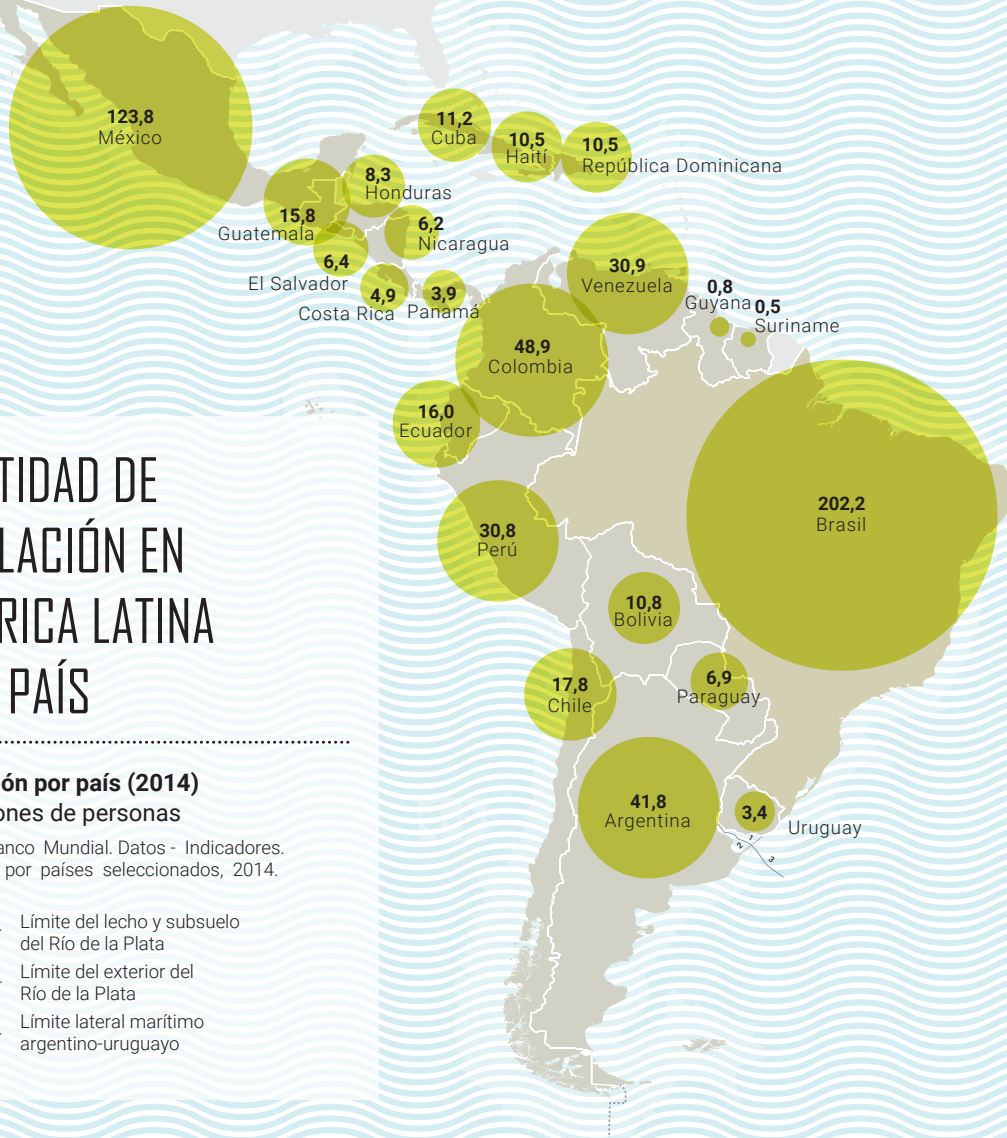 123,8
México
11,2
Cuba
10,5
Haití
10,5
República Dominicana
8,3
Honduras
15,8
Guatemala
6,2
Nicaragua
6,4
El Salvador
4,9
Costa Rica
3,9
Panamá
30,9
Venezuela
0,8
Guyana
0,5
Suriname
48,9
Colombia
16,0
Ecuador
202,2
Brasil
30,8
Perú
10,8
Bolivia
17,8
Chile
6,9
Paraguay
41,8
Argentina
3,4
Uruguay
1
2
3
TIDAD DE
LACIÓN EN
RICA LATINA
PAÍS
ón por país (2014)
ones de personas
anco Mundial. Datos - Indicadores.
por países seleccionados, 2014.
Límite del lecho y subsuelo
del Río de la Plata
Límite del exterior del
Río de la Plata
Límite lateral marítimo
argentino-uruguayo